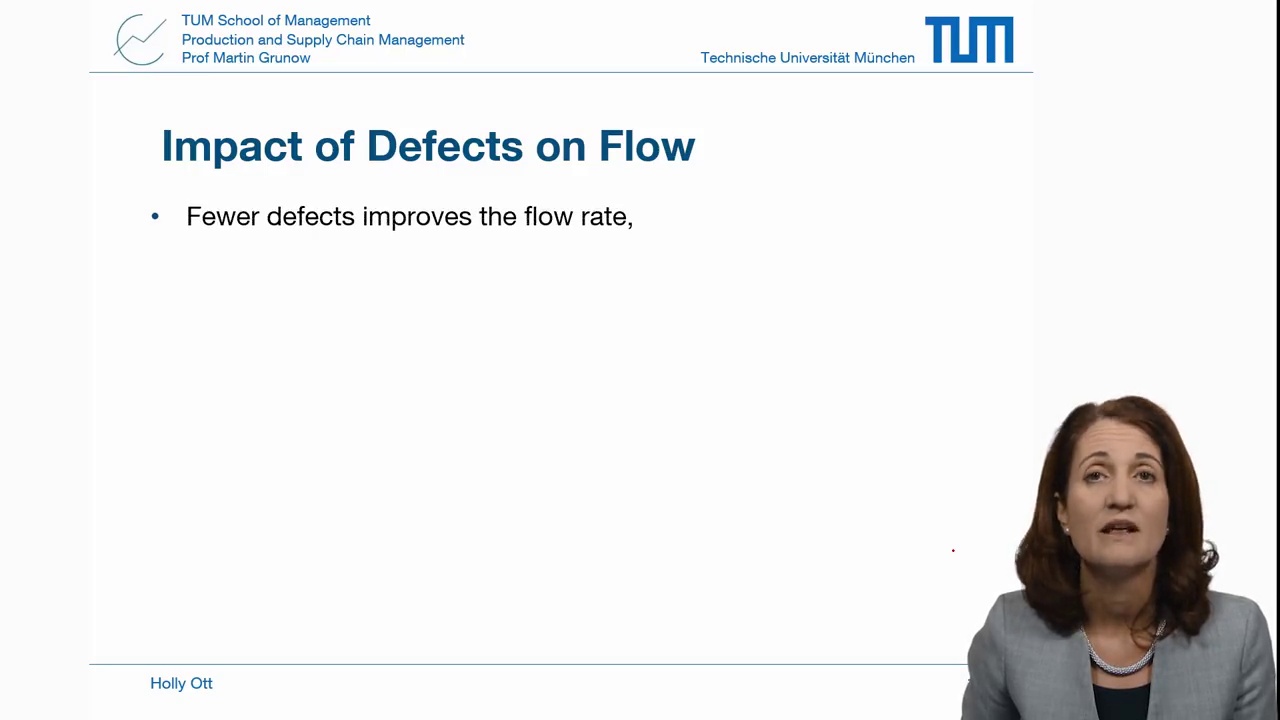 TUM School of Management
Production and Supply Chain Management
Prof Martin Grunow
Technische Universität München
TUM
Impact of Defects on Flow
• Fewer defects improves the flow rate,
Holly Ott